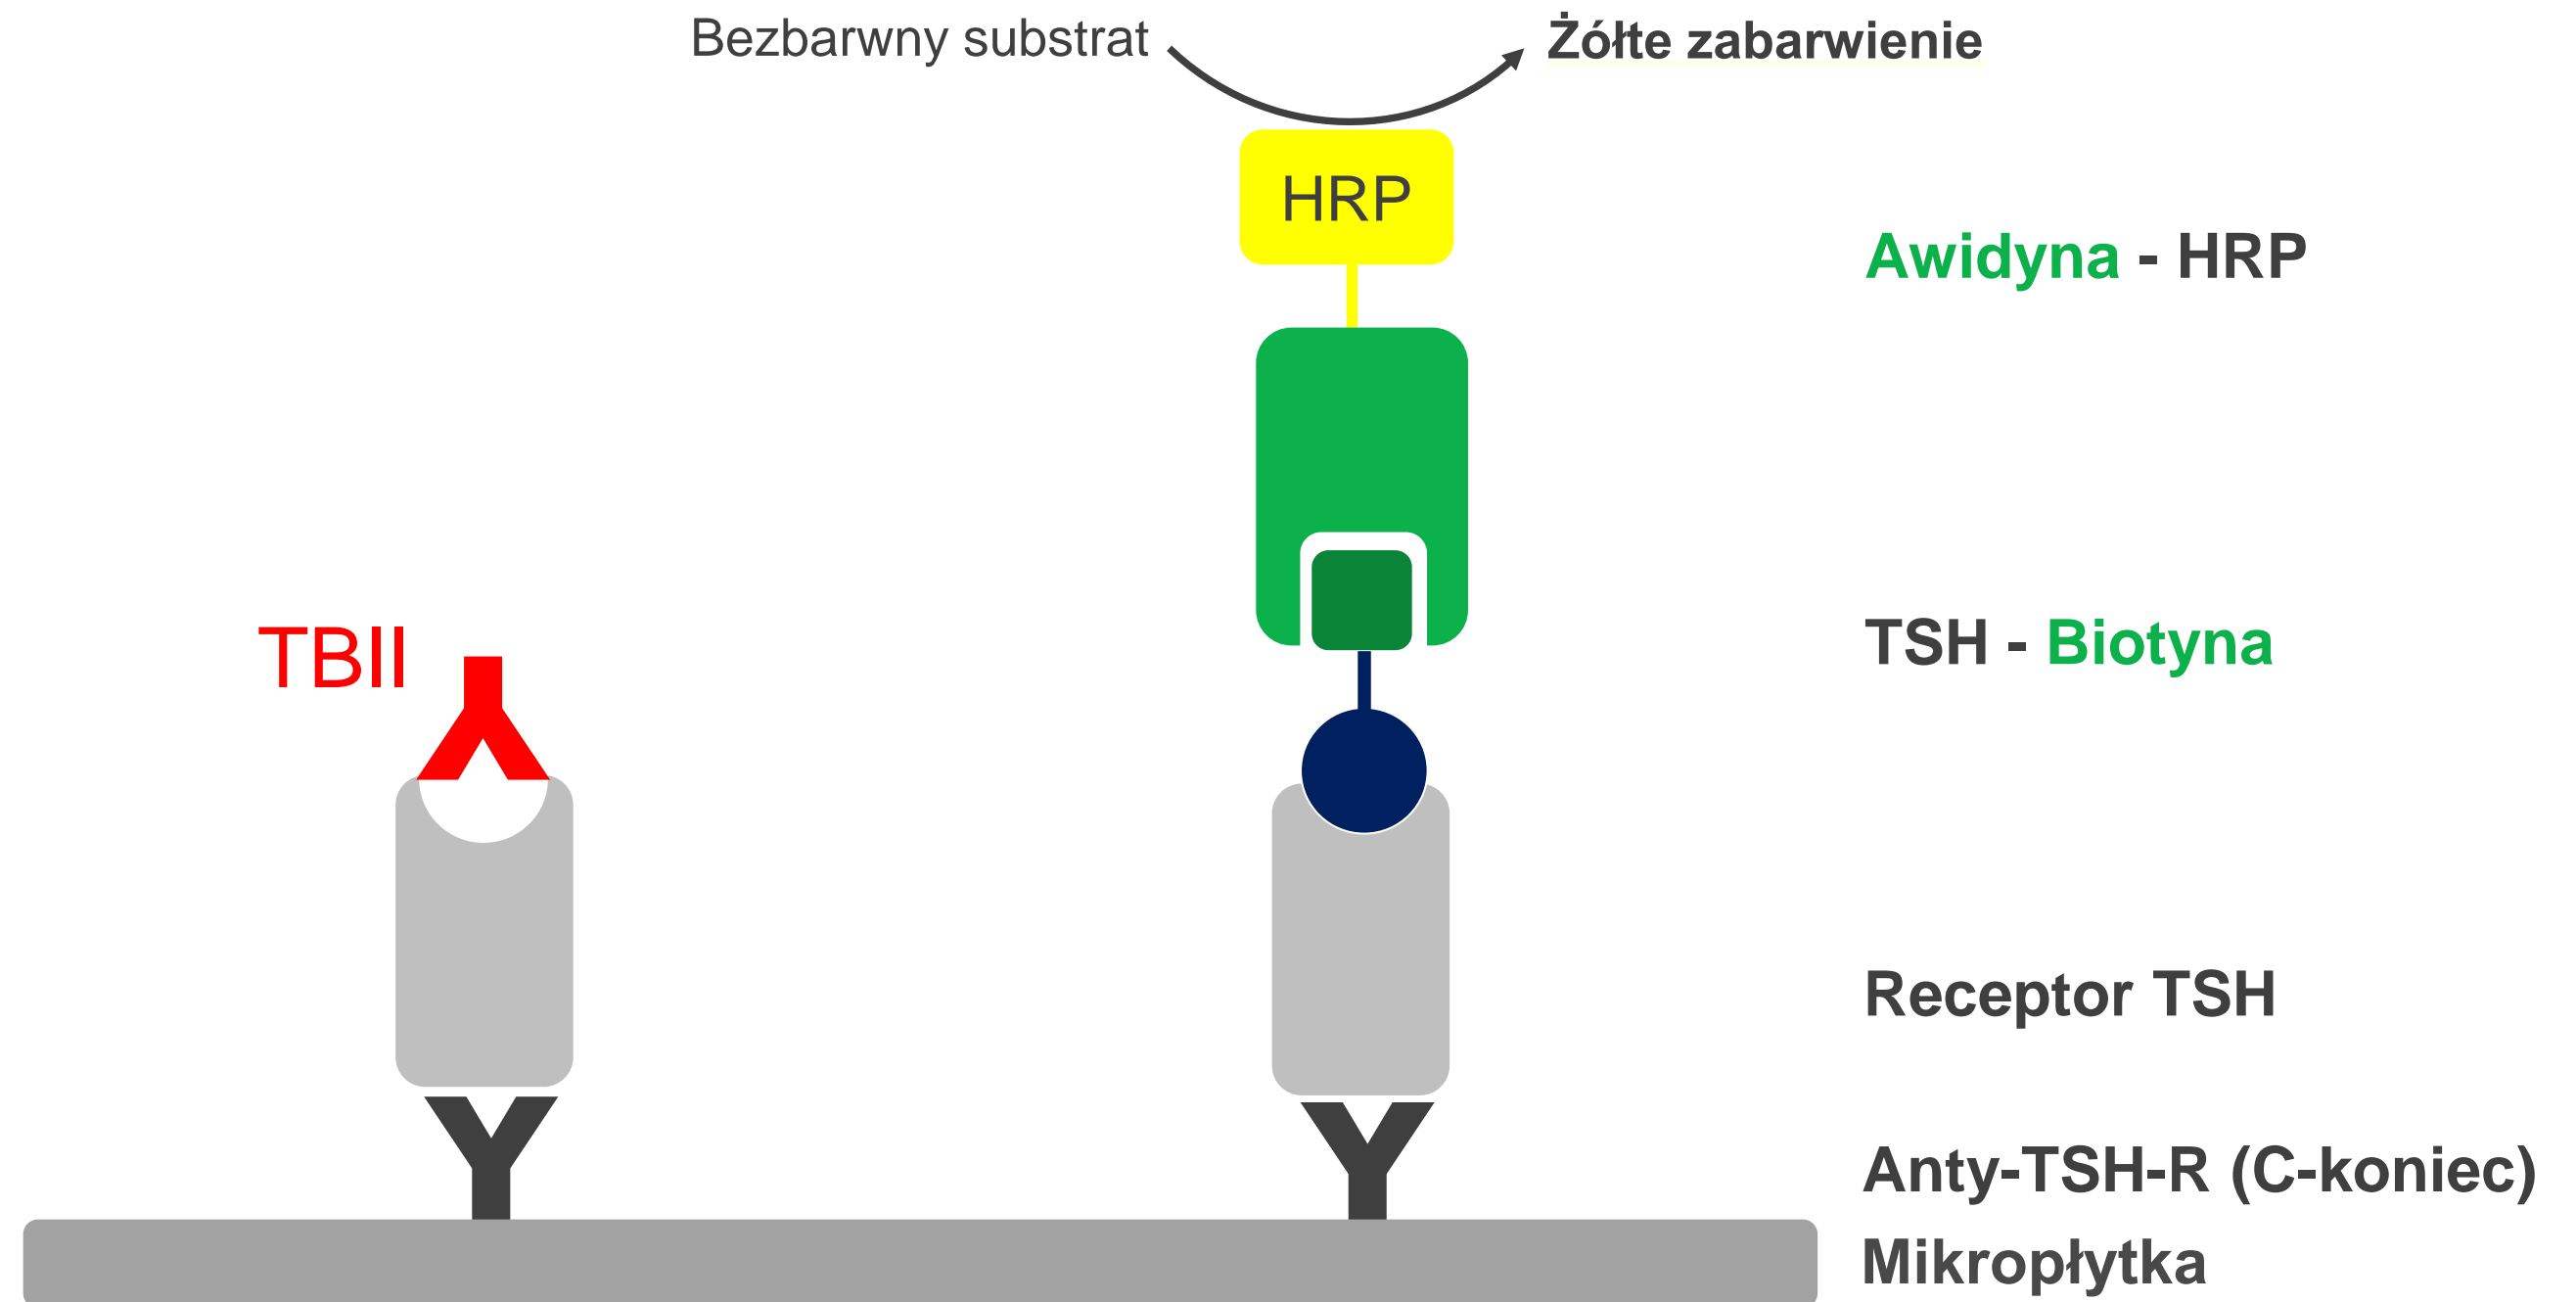 Bezbarwny substrat
Żółte zabarwienie
HRP
Awidyna - HRP
TBII
TSH - Biotyna
Receptor TSH
Anty-TSH-R (C-koniec)
Mikropłytka